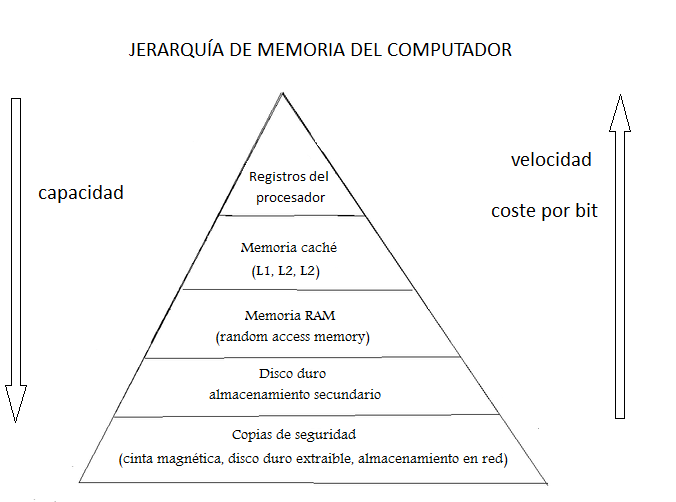 JERARQUÍA DE MEMORIA DEL COMPUTADOR
capacidad
velocidad
coste por bit
Registros del
procesador
Memoria caché
(L1, L2, L2)
Memoria RAM
(random access memory)
Disco duro
almacenamiento secundario
Copias de seguridad
(cinta magnética, disco duro extraible, almacenamiento en red)